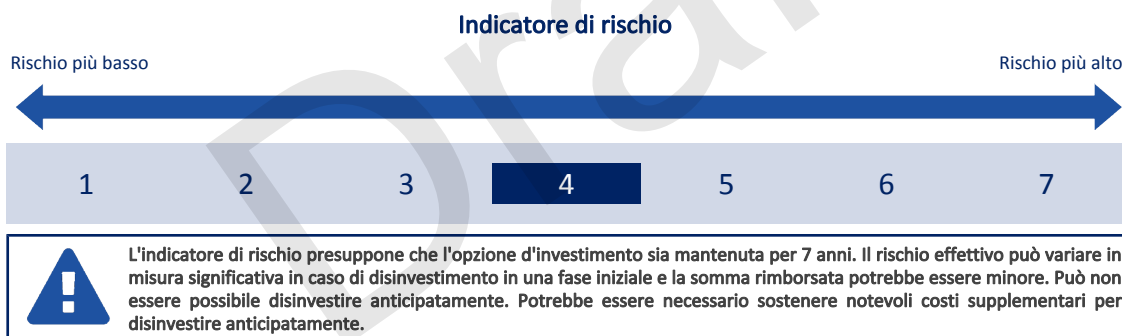 Indicatore di rischio
Rischio più basso
Rischio più alto
1 2 3 4 5 6 7
L'indicatore di rischio presuppone che l'opzione d'investimento sia mantenuta per 7 anni. Il rischio effettivo può variare in
misura significativa in caso di disinvestimento in una fase iniziale e la somma rimborsata potrebbe essere minore. Può non
essere possibile disinvestire anticipatamente. Potrebbe essere necessario sostenere notevoli costi supplementari per
disinvestire anticipatamente.